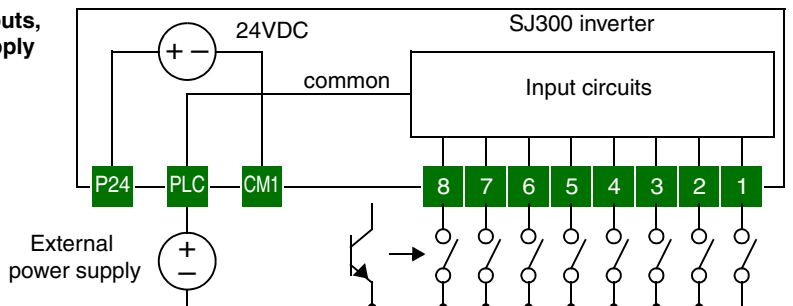 uts,
pply
24VDC
+ −
SJ300 inverter
common
Input circuits
P24 PLC CM1 8 7 6 5 4 3 2 1
External
power supply
+
−